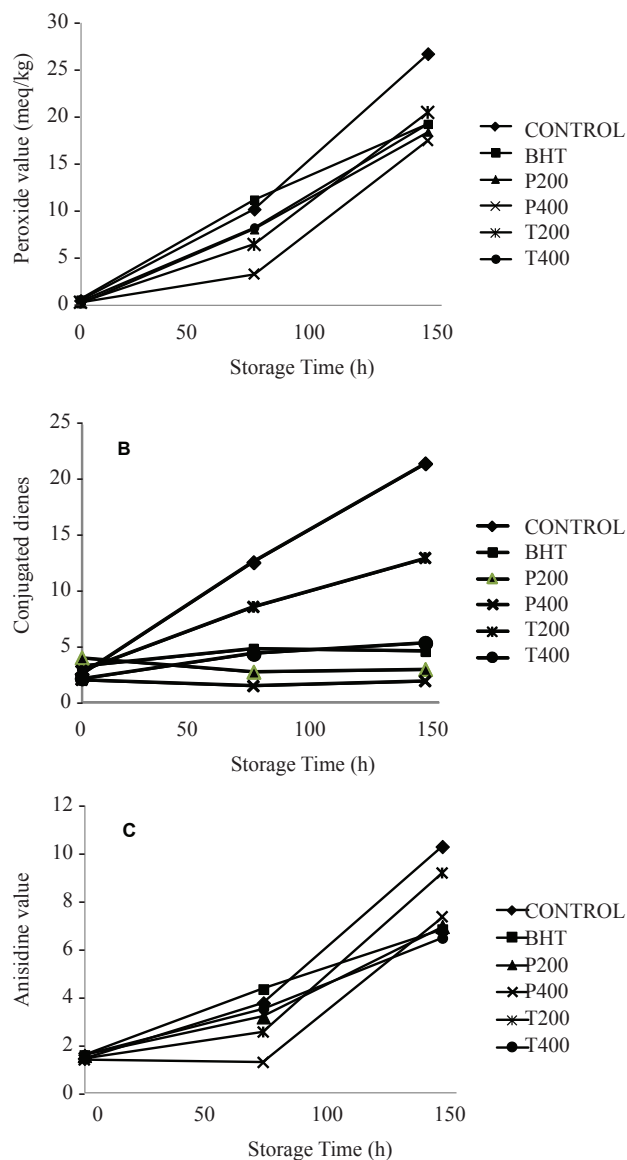 30
25
20
15
10
5
0
Peroxide value (meq/kg)
0 50 100 150
Storage Time (h)
CONTROL
BHT
P200
P400
T200
T400
B
25
20
15
10
5
0
Conjugated dienes
0 50 100 150
Storage Time (h)
CONTROL
BHT
P200
P400
T200
T400
C
12
10
8
6
4
2
0
Anisidine value
0 50 100 150
Storage Time (h)
CONTROL
BHT
P200
P400
T200
T400